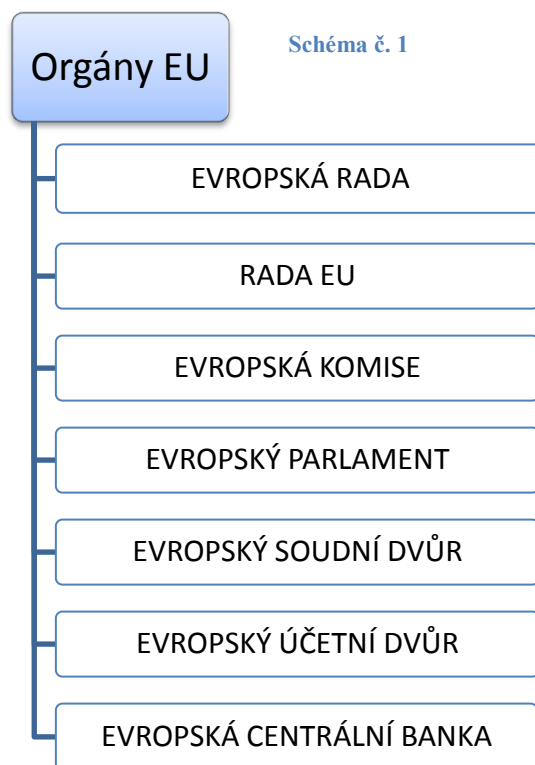 Orgány EU
Schéma č. 1
EVROPSKÁ RADA
RADA EU
EVROPSKÁ KOMISE
EVROPSKÝ PARLAMENT
EVROPSKÝ SOUDNÍ DVŮR
EVROPSKÝ ÚČETNÍ DVŮR
EVROPSKÁ CENTRÁLNÍ BANKA